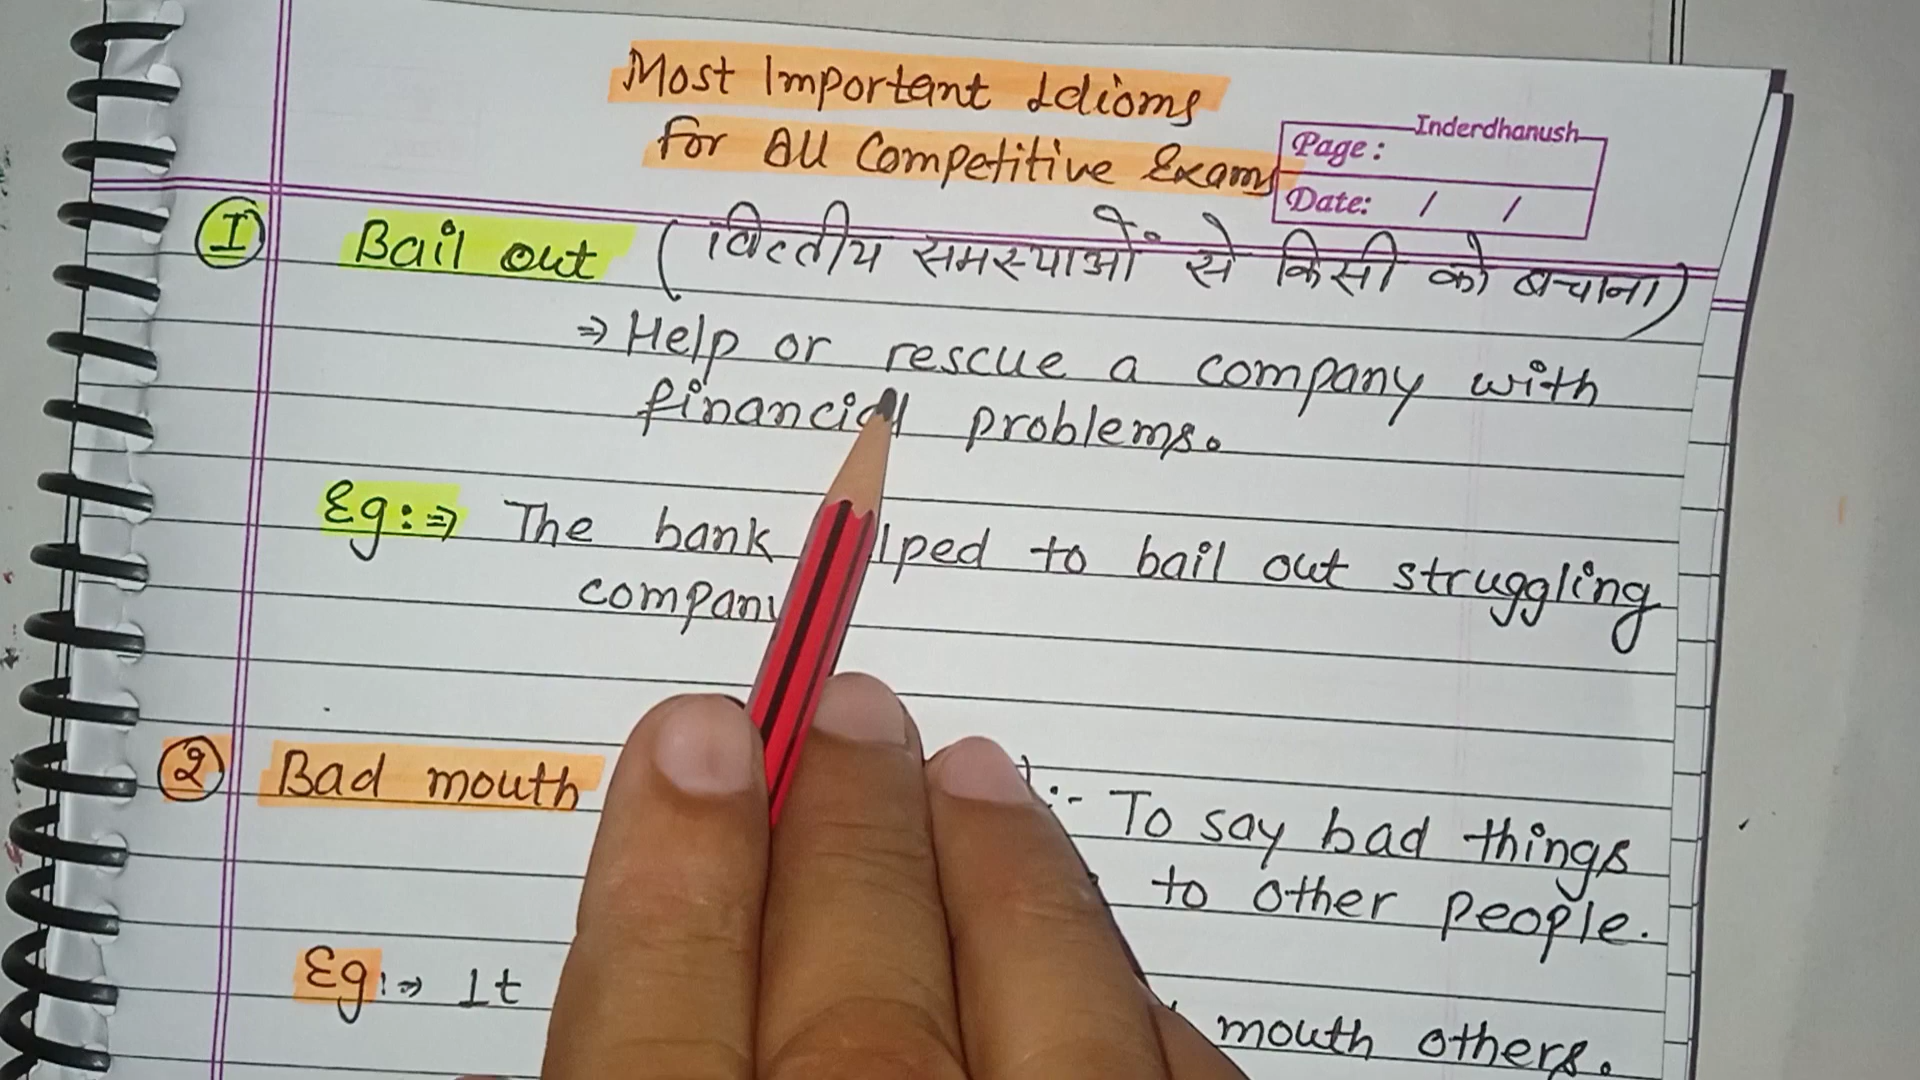 Most Important Idioms
For All Competitive Exams
Inderdhanush
Page:
Date: / /
① Bail out (वित्तीय समस्याओं से किसी को बचाना)
⇒ Help or rescue a company with
financial problems.
Eg:⇒ The bank to bail out struggling
② Bad mouth :- To say bad things
to other people.
Eg:⇒ It
mouth others.